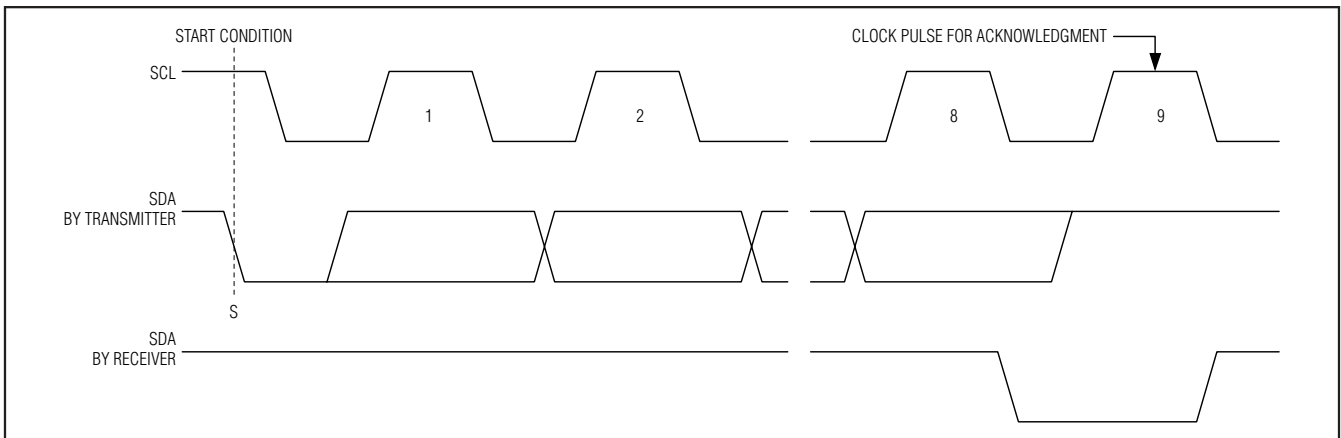 START CONDITION
CLOCK PULSE FOR ACKNOWLEDGMENT
SCL
1
2
8
9
SDA
BY TRANSMITTER
S
SDA
BY RECEIVER